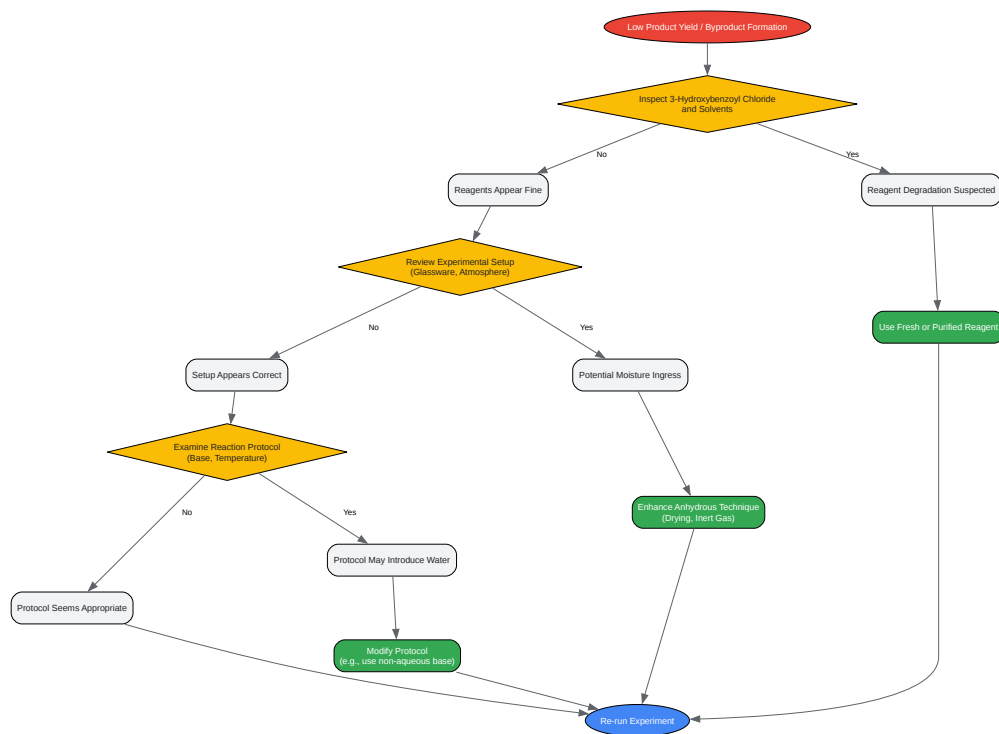 Low Product Yield / Byproduct Formation
Inspect 3-Hydroxybenzoyl Chloride
and Solvents
No
Yes
Reagents Appear Fine
Reagent Degradation Suspected
Review Experimental Setup
(Glassware, Atmosphere)
Use Fresh or Purified Reagent
No
Yes
Setup Appears Correct
Potential Moisture Ingress
Examine Reaction Protocol
(Base, Temperature)
No
Yes
Enhance Anhydrous Technique
(Drying, Inert Gas)
Protocol May Introduce Water
Protocol Seems Appropriate
Modify Protocol
(e.g., use non-aqueous base)
Re-run Experiment